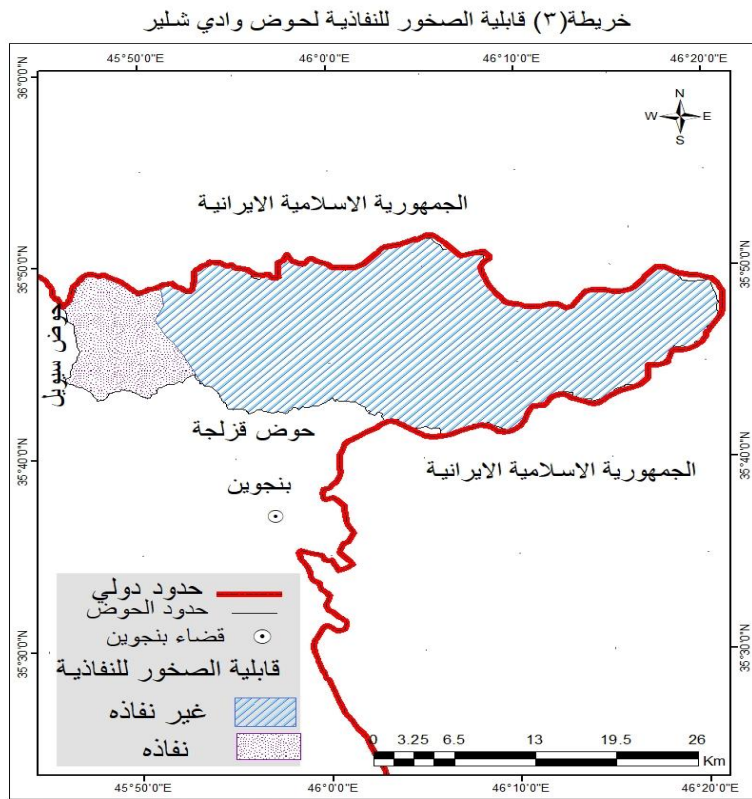 خريطة(٣) قابلية الصخور للنفاذية لحوض وادي شلير
45°50'0"E 46°0'0"E 46°10'0"E 46°20'0"E
36°0'0"N
N
W E
S
الجمهورية الاسلامية الايرانية
35°50'0"N 35°50'0"N
حوض سيويل
حوض قزلجة
الجمهورية الاسلامية الايرانية
35°40'0"N 35°40'0"N
بنجوين
حدود دولي
حدود الحوض
قضاء بنجوين
35°30'0"N 35°30'0"N
قابلية الصخور للنفاذية
غير نفاذه
نفاذه
0 3.25 6.5 13 19.5 26
Km
45°50'0"E 46°0'0"E 46°10'0"E 46°20'0"E